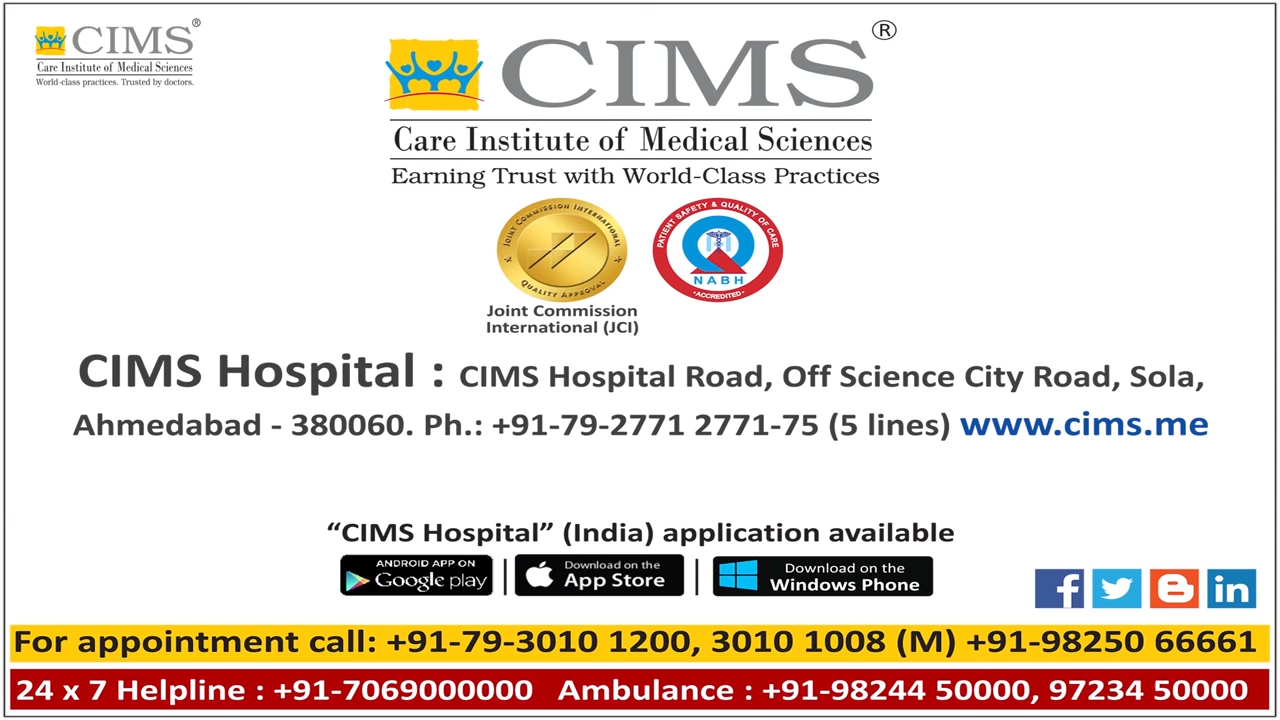 CIMS®
Care Institute of Medical Sciences
World-class practices. Trusted by doctors.
CIMS®
Care Institute of Medical Sciences
Earning Trust with World-Class Practices
JOINT COMMISSION INTERNATIONAL
QUALITY APPROVAL
PATIENT SAFETY & QUALITY OF CARE
NABH
• ACCREDITED •
Joint Commission
International (JCI)
CIMS Hospital : CIMS Hospital Road, Off Science City Road, Sola,
Ahmedabad - 380060. Ph.: +91-79-2771 2771-75 (5 lines) www.cims.me
“CIMS Hospital” (India) application available
ANDROID APP ON
Google play
Download on the
App Store
Download on the
Windows Phone
For appointment call: +91-79-3010 1200, 3010 1008 (M) +91-98250 66661
24 x 7 Helpline : +91-7069000000 Ambulance : +91-98244 50000, 97234 50000